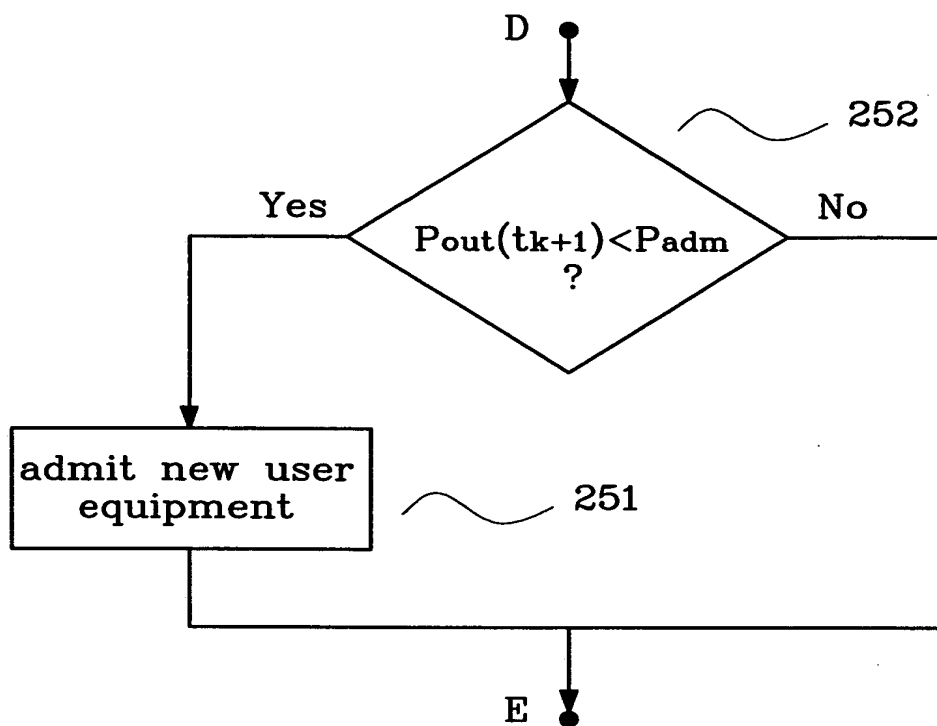 D
252
Yes
No
Pout(tk+1)<Padm
?
admit new user
equipment
251
E